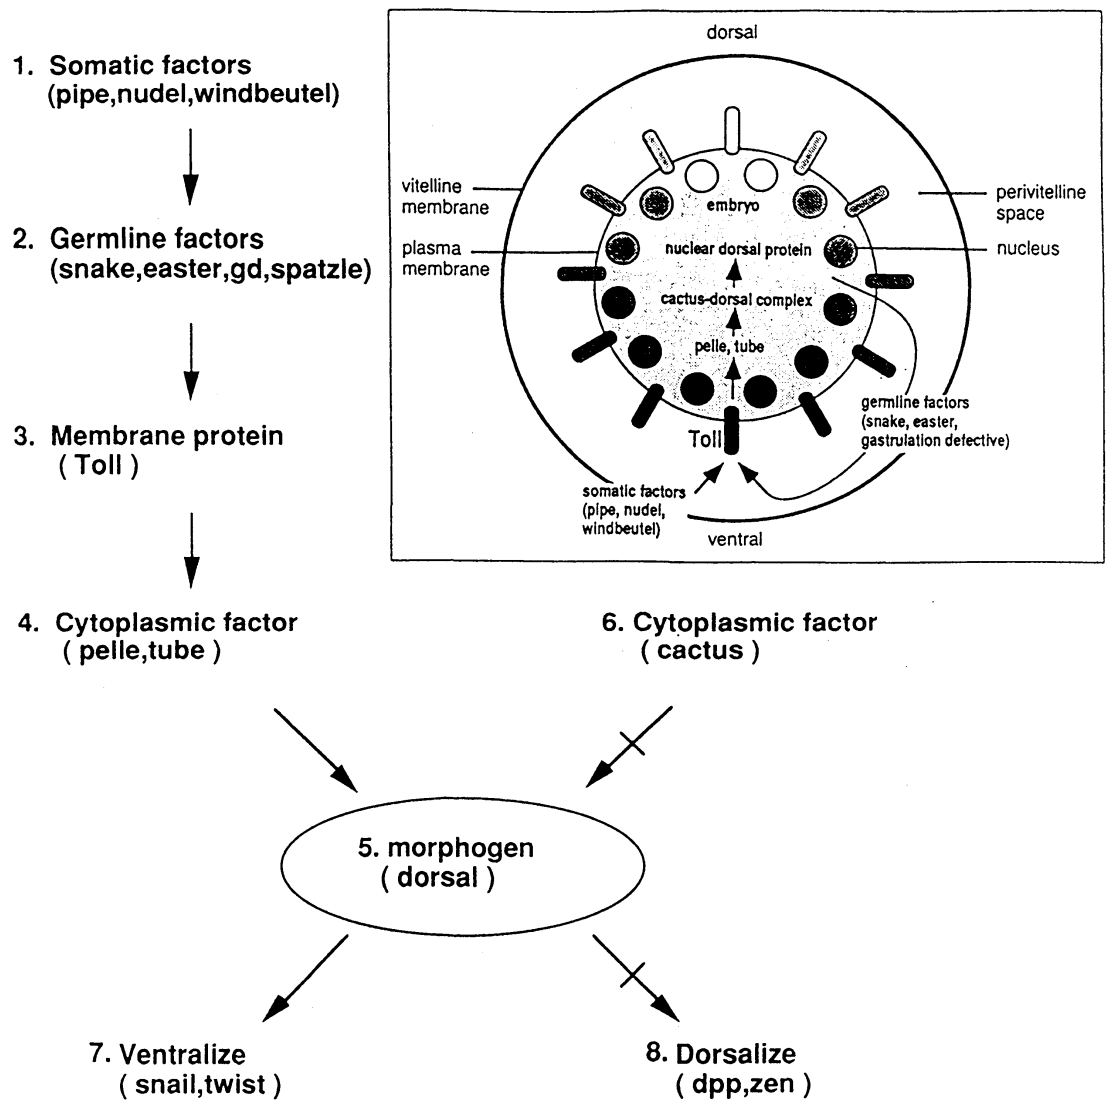 1. Somatic factors
(pipe,nudel,windbeutel)
2. Germline factors
(snake,easter,gd,spatzle)
3. Membrane protein
( Toll )
4. Cytoplasmic factor
( pelle,tube )
6. Cytoplasmic factor
( cactus )
5. morphogen
( dorsal )
7. Ventralize
( snail,twist )
8. Dorsalize
( dpp,zen )
dorsal
vitelline
membrane
plasma
membrane
perivitelline
space
nucleus
embryo
nuclear dorsal protein
cactus-dorsal complex
pelle, tube
Toll
germline factors
(snake, easter,
gastrulation defective)
somatic factors
(pipe, nudel,
windbeutel)
ventral